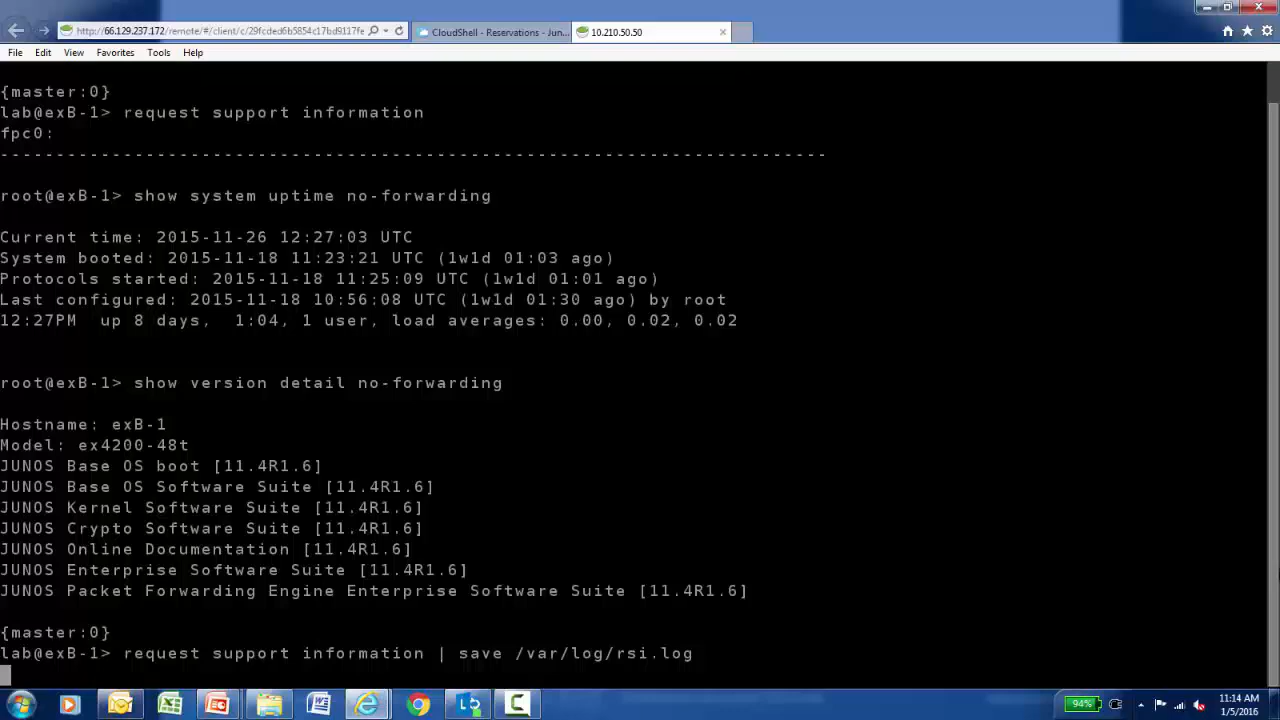 http://66.129.237.172/remote/#/client/c/29fcded6b5854c17bd9117fe
CloudShell - Reservations - Jun...
10.210.50.50
File Edit View Favorites Tools Help
{master:0}
lab@exB-1> request support information
fpc0:
--------------------------------------------------------------------------
root@exB-1> show system uptime no-forwarding
Current time: 2015-11-26 12:27:03 UTC
System booted: 2015-11-18 11:23:21 UTC (1w1d 01:03 ago)
Protocols started: 2015-11-18 11:25:09 UTC (1w1d 01:01 ago)
Last configured: 2015-11-18 10:56:08 UTC (1w1d 01:30 ago) by root
12:27PM  up 8 days,  1:04, 1 user, load averages: 0.00, 0.02, 0.02
root@exB-1> show version detail no-forwarding
Hostname: exB-1
Model: ex4200-48t
JUNOS Base OS boot [11.4R1.6]
JUNOS Base OS Software Suite [11.4R1.6]
JUNOS Kernel Software Suite [11.4R1.6]
JUNOS Crypto Software Suite [11.4R1.6]
JUNOS Online Documentation [11.4R1.6]
JUNOS Enterprise Software Suite [11.4R1.6]
JUNOS Packet Forwarding Engine Enterprise Software Suite [11.4R1.6]
{master:0}
lab@exB-1> request support information | save /var/log/rsi.log
94%
11:14 AM
1/5/2016